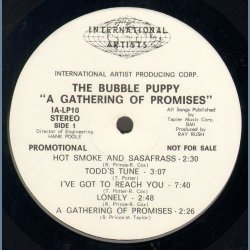 INTERNATIONAL
ARTISTS
INTERNATIONAL ARTIST PRODUCING CORP.
THE BUBBLE PUPPY
"A GATHERING OF PROMISES"
IA-LP10
STEREO
SIDE 1
Director of Engineering
HANK POOLE
All Songs Published by
Tapier Music Corp.
(BMI)
Produced by
RAY RUSH
PROMOTIONAL NOT FOR SALE
HOT SMOKE AND SASAFRASS - 2:30
(R. Prince-R. Cox)
TODD'S TUNE - 3:07
(T. Potter)
I'VE GOT TO REACH YOU - 7:40
(R. Prince-R. Cox)
LONELY - 2:48
(R. Prince-R. Cox)
A GATHERING OF PROMISES - 2:26
(R. Prince-M. Taylor)